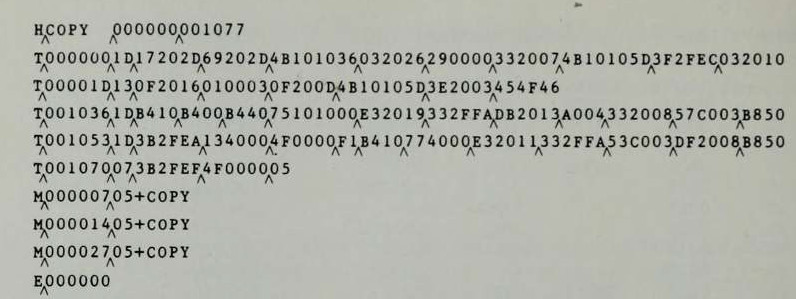 HCOPY 000000001077
T0000001D17202D69202D4B1010360320262900003320074B10105D3F2FEC032010
T00001D130F20160100030F200D4B10105D3E2003454F46
T0010361DB410B400B44075101000E32019332FFADB2013A00433200857C003B850
T0010531D3B2FEA1340004F0000F1B410774000E32011332FFA53C003DF2008B850
T001070073B2FEF4F000005
M00000705+COPY
M00001405+COPY
M00002705+COPY
E000000